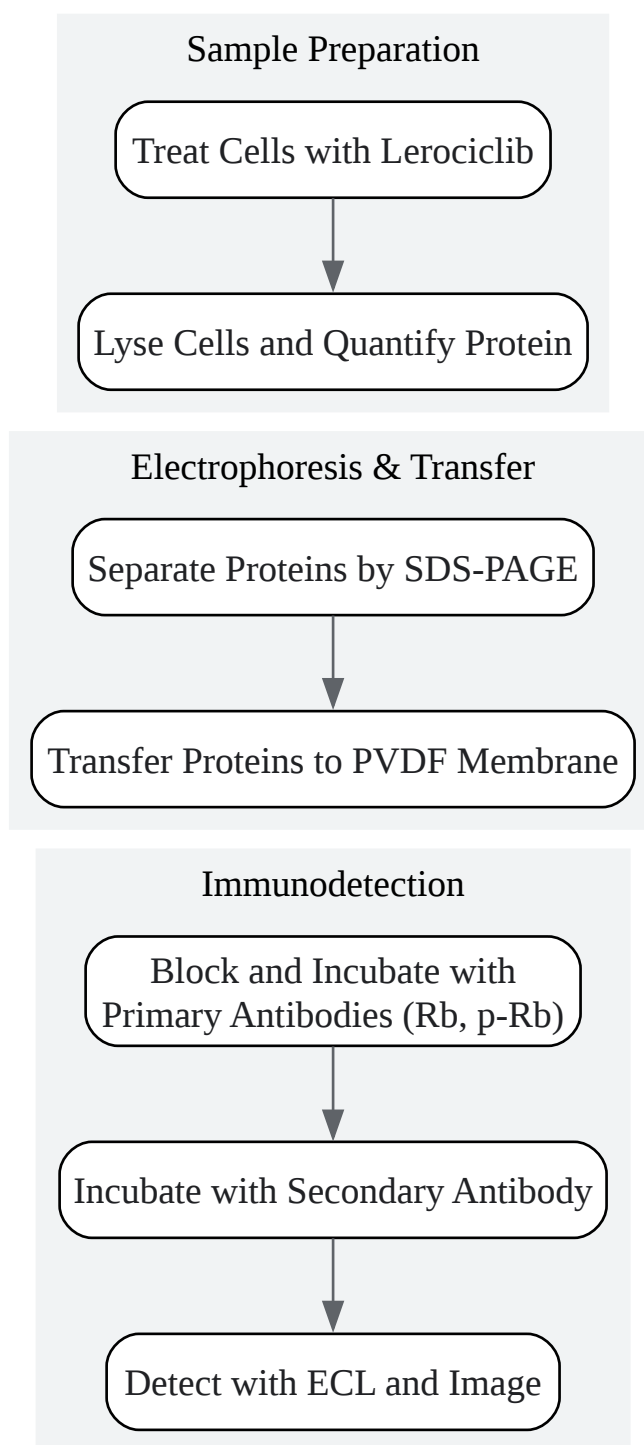 Sample Preparation
Treat Cells with Lerociclib
Lyse Cells and Quantify Protein
Electrophoresis & Transfer
Separate Proteins by SDS-PAGE
Transfer Proteins to PVDF Membrane
Immunodetection
Block and Incubate with
Primary Antibodies (Rb, p-Rb)
Incubate with Secondary Antibody
Detect with ECL and Image